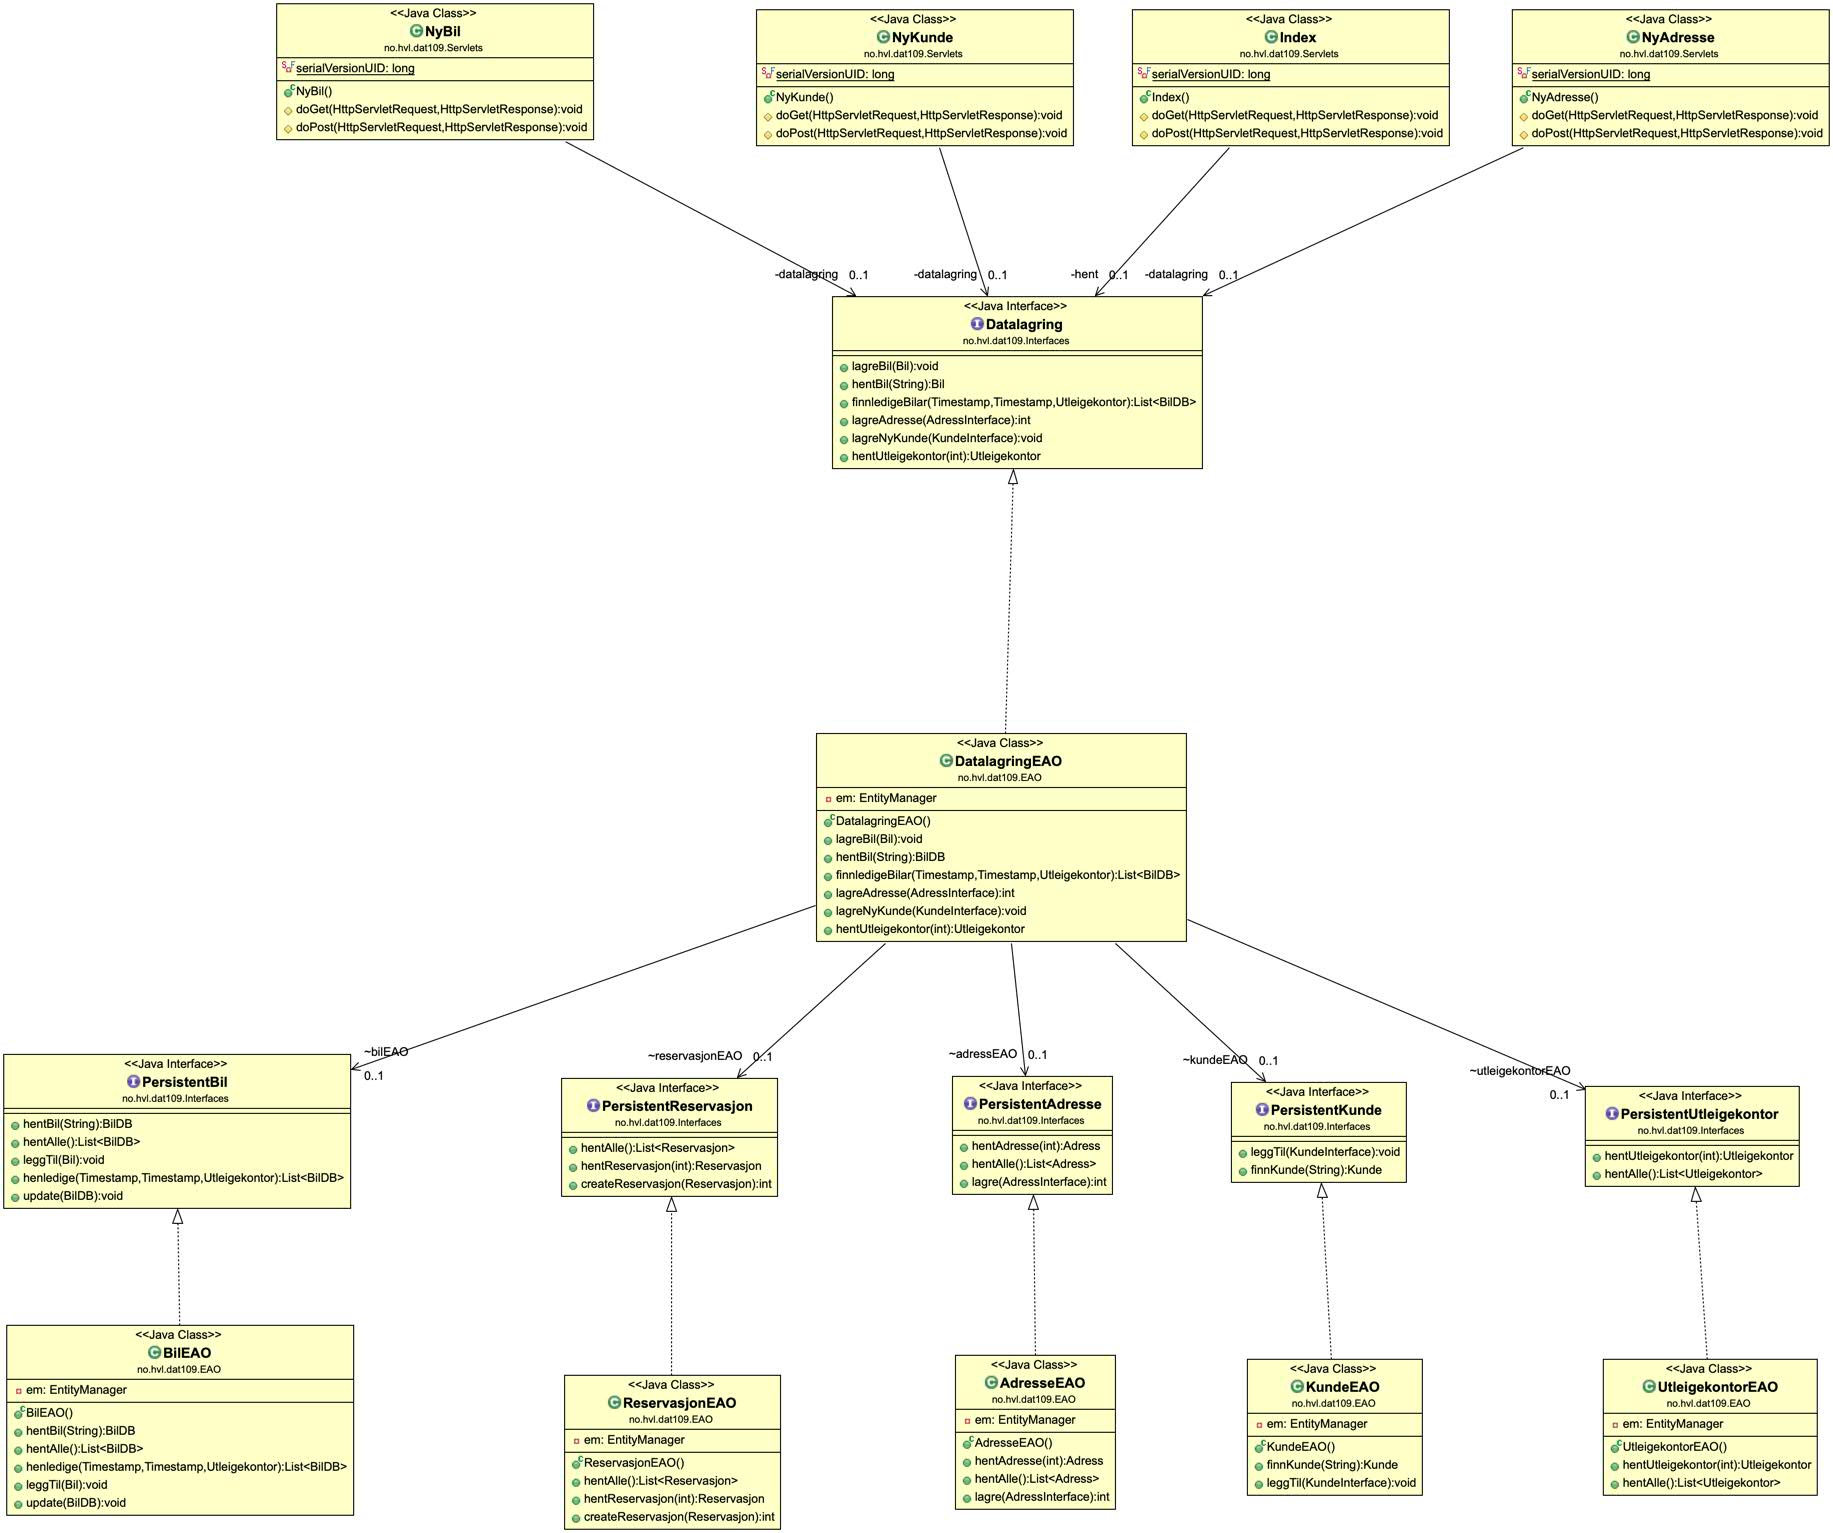 <<Java Class>>
NyBil
no.hvl.dat109.Servlets
serialVersionUID: long
NyBil()
doGet(HttpServletRequest,HttpServletResponse):void
doPost(HttpServletRequest,HttpServletResponse):void
<<Java Class>>
NyKunde
no.hvl.dat109.Servlets
serialVersionUID: long
NyKunde()
doGet(HttpServletRequest,HttpServletResponse):void
doPost(HttpServletRequest,HttpServletResponse):void
<<Java Class>>
Index
no.hvl.dat109.Servlets
serialVersionUID: long
Index()
doGet(HttpServletRequest,HttpServletResponse):void
doPost(HttpServletRequest,HttpServletResponse):void
<<Java Class>>
NyAdresse
no.hvl.dat109.Servlets
serialVersionUID: long
NyAdresse()
doGet(HttpServletRequest,HttpServletResponse):void
doPost(HttpServletRequest,HttpServletResponse):void
-datalagring 0..1
-datalagring 0..1
-hent 0..1
-datalagring 0..1
<<Java Interface>>
Datalagring
no.hvl.dat109.Interfaces
lagreBil(Bil):void
hentBil(String):Bil
finnledigeBilar(Timestamp,Timestamp,Utleigekontor):List<BilDB>
lagreAdresse(AdressInterface):int
lagreNyKunde(KundeInterface):void
hentUtleigekontor(int):Utleigekontor
<<Java Class>>
DatalagringEAO
no.hvl.dat109.EAO
em: EntityManager
DatalagringEAO()
lagreBil(Bil):void
hentBil(String):BilDB
finnledigeBilar(Timestamp,Timestamp,Utleigekontor):List<BilDB>
lagreAdresse(AdressInterface):int
lagreNyKunde(KundeInterface):void
hentUtleigekontor(int):Utleigekontor
~bilEAO
0..1
~reservasjonEAO 0..1
~adressEAO 0..1
~kundeEAO 0..1
~utleigekontorEAO
0..1
<<Java Interface>>
PersistentBil
no.hvl.dat109.Interfaces
hentBil(String):BilDB
hentAlle():List<BilDB>
leggTil(Bil):void
henledige(Timestamp,Timestamp,Utleigekontor):List<BilDB>
update(BilDB):void
<<Java Interface>>
PersistentReservasjon
no.hvl.dat109.Interfaces
hentAlle():List<Reservasjon>
hentReservasjon(int):Reservasjon
createReservasjon(Reservasjon):int
<<Java Interface>>
PersistentAdresse
no.hvl.dat109.Interfaces
hentAdresse(int):Adress
hentAlle():List<Adress>
lagre(AdressInterface):int
<<Java Interface>>
PersistentKunde
no.hvl.dat109.Interfaces
leggTil(KundeInterface):void
finnKunde(String):Kunde
<<Java Interface>>
PersistentUtleigekontor
no.hvl.dat109.Interfaces
hentUtleigekontor(int):Utleigekontor
hentAlle():List<Utleigekontor>
<<Java Class>>
BilEAO
no.hvl.dat109.EAO
em: EntityManager
BilEAO()
hentBil(String):BilDB
hentAlle():List<BilDB>
henledige(Timestamp,Timestamp,Utleigekontor):List<BilDB>
leggTil(Bil):void
update(BilDB):void
<<Java Class>>
ReservasjonEAO
no.hvl.dat109.EAO
em: EntityManager
ReservasjonEAO()
hentAlle():List<Reservasjon>
hentReservasjon(int):Reservasjon
createReservasjon(Reservasjon):int
<<Java Class>>
AdresseEAO
no.hvl.dat109.EAO
em: EntityManager
AdresseEAO()
hentAdresse(int):Adress
hentAlle():List<Adress>
lagre(AdressInterface):int
<<Java Class>>
KundeEAO
no.hvl.dat109.EAO
em: EntityManager
KundeEAO()
finnKunde(String):Kunde
leggTil(KundeInterface):void
<<Java Class>>
UtleigekontorEAO
no.hvl.dat109.EAO
em: EntityManager
UtleigekontorEAO()
hentUtleigekontor(int):Utleigekontor
hentAlle():List<Utleigekontor>